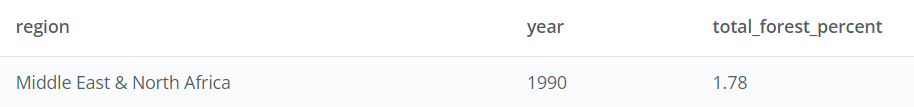 region year total_forest_percent
Middle East & North Africa 1990 1.78